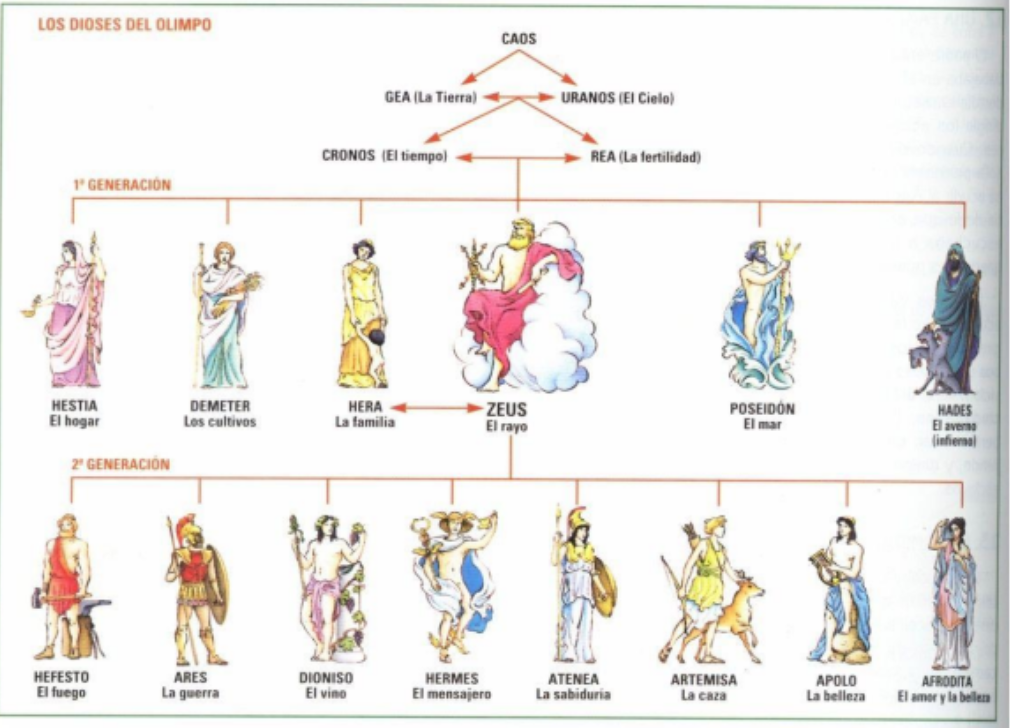 LOS DIOSES DEL OLIMPO
CAOS
GEA (La Tierra)
URANOS (El Cielo)
CRONOS (El tiempo)
REA (La fertilidad)
1ª GENERACIÓN
HESTIA
El hogar
DEMETER
Los cultivos
HERA
La familia
ZEUS
El rayo
POSEIDÓN
El mar
HADES
El averno
(infierno)
2ª GENERACIÓN
HEFESTO
El fuego
ARES
La guerra
DIONISO
El vino
HERMES
El mensajero
ATENEA
La sabiduría
ARTEMISA
La caza
APOLO
La belleza
AFRODITA
El amor y la belleza